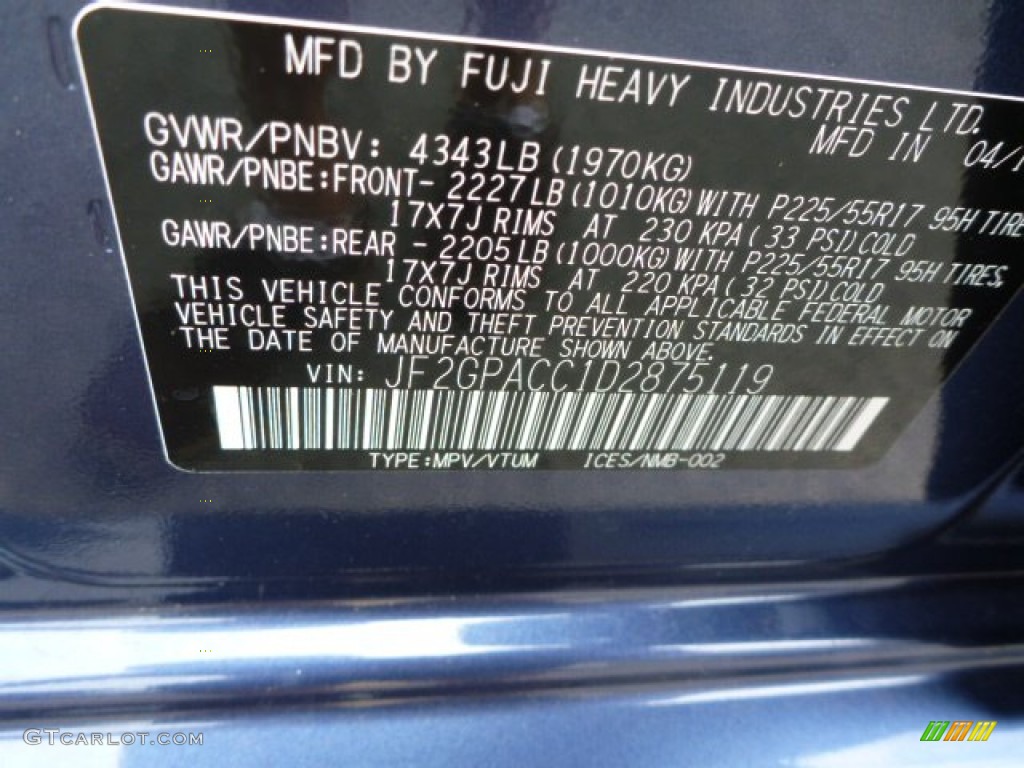 MFD BY FUJI HEAVY INDUSTRIES LTD.
MFD IN 04/1
GVWR/PNBV: 4343LB (1970KG)
GAWR/PNBE:FRONT- 2227LB (1010KG) WITH P225/55R17 95H TIRE
17X7J RIMS AT 230 KPA (33 PSI) COLD
GAWR/PNBE:REAR - 2205LB (1000KG) WITH P225/55R17 95H TIRES,
17X7J RIMS AT 220 KPA (32 PSI) COLD
THIS VEHICLE CONFORMS TO ALL APPLICABLE FEDERAL MOTOR
VEHICLE SAFETY AND THEFT PREVENTION STANDARDS IN EFFECT ON
THE DATE OF MANUFACTURE SHOWN ABOVE.
VIN: JF2GPACC1D2875119
TYPE:MPV/VTUM ICES/NMB-002
GTCARLOT.COM